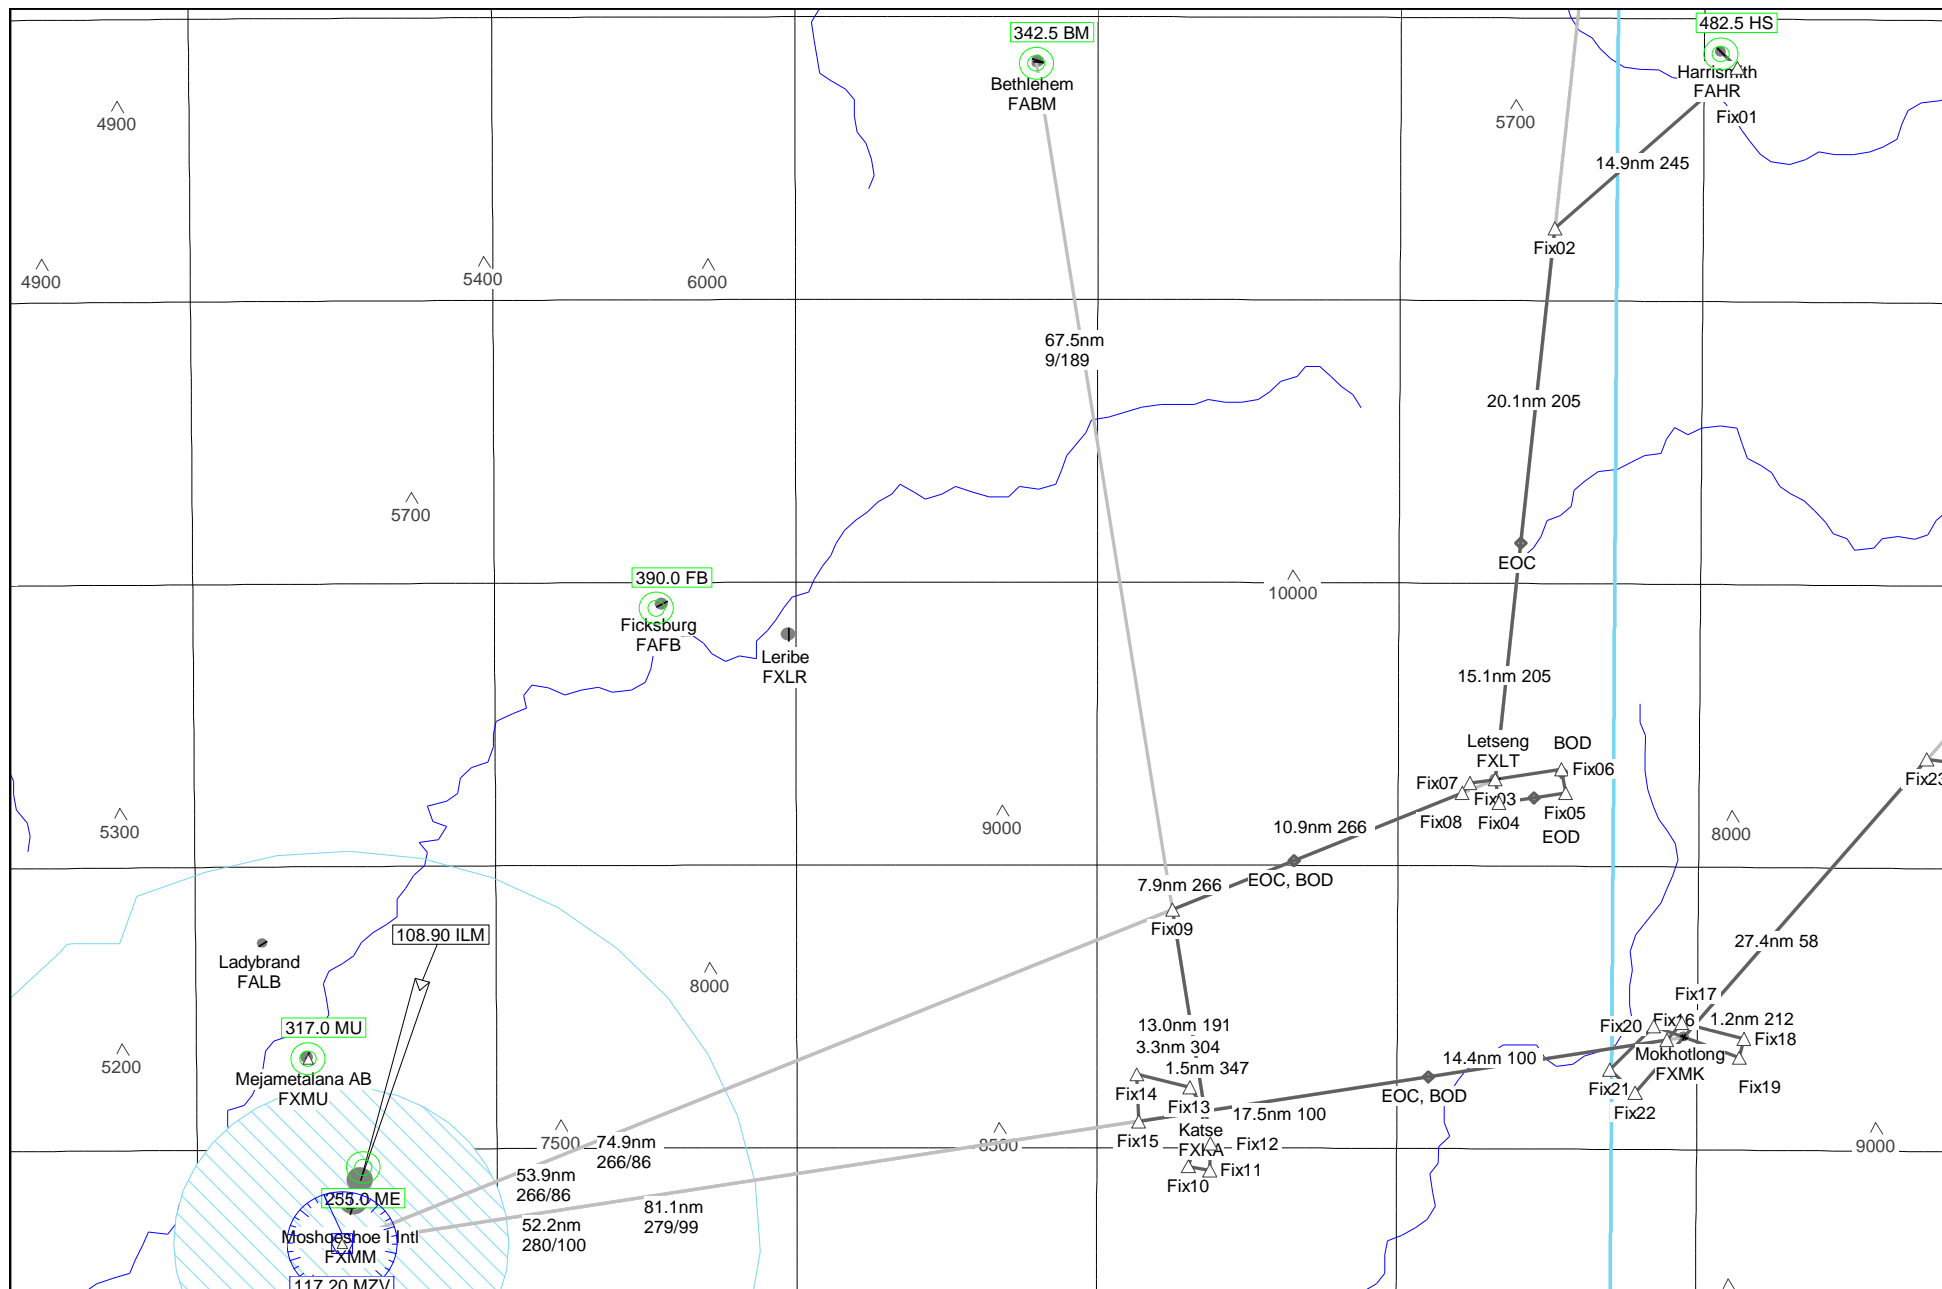 342.5 BM
Bethlehem
FABM
482.5 HS
Harrismith
FAHR
Fix01
4900
5700
14.9nm 245
Fix02
4900
5400
6000
67.5nm
9/189
20.1nm 205
5700
EOC
10000
390.0 FB
Ficksburg
FAFB
Leribe
FXLR
15.1nm 205
Letseng
FXLT
BOD
Fix06
Fix07
Fix03
Fix08
Fix04
Fix05
EOD
Fix23
5300
9000
10.9nm 266
8000
EOC, BOD
7.9nm 266
Fix09
108.90 ILM
27.4nm 58
Ladybrand
FALB
8000
Fix17
317.0 MU
13.0nm 191
3.3nm 304
1.5nm 347
Fix20
Fix16
1.2nm 212
Fix18
14.4nm 100
Mokhotlong
FXMK
5200
Mejametalana AB
FXMU
Fix14
Fix13
EOC, BOD
Fix21
Fix22
Fix19
17.5nm 100
Katse
FXKA
Fix15
Fix12
7500
74.9nm
266/86
8500
9000
Fix11
Fix10
53.9nm
266/86
255.0 ME
81.1nm
279/99
52.2nm
280/100
Moshoeshoe I Intl
FXMM
117.20 MZV